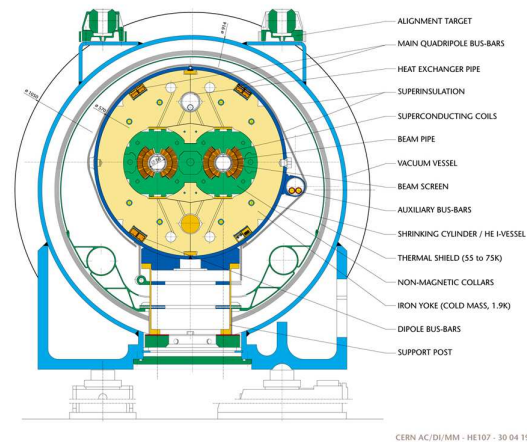 ALIGNMENT TARGET
MAIN QUADRIPOLE BUS-BARS
HEAT EXCHANGER PIPE
SUPERINSULATION
SUPERCONDUCTING COILS
BEAM PIPE
VACUUM VESSEL
BEAM SCREEN
AUXILIARY BUS-BARS
SHRINKING CYLINDER / HE I-VESSEL
THERMAL SHIELD (55 to 75K)
NON-MAGNETIC COLLARS
IRON YOKE (COLD MASS, 1.9K)
DIPOLE BUS-BARS
SUPPORT POST
CERN AC/DI/MM - HE107 - 30 04 19